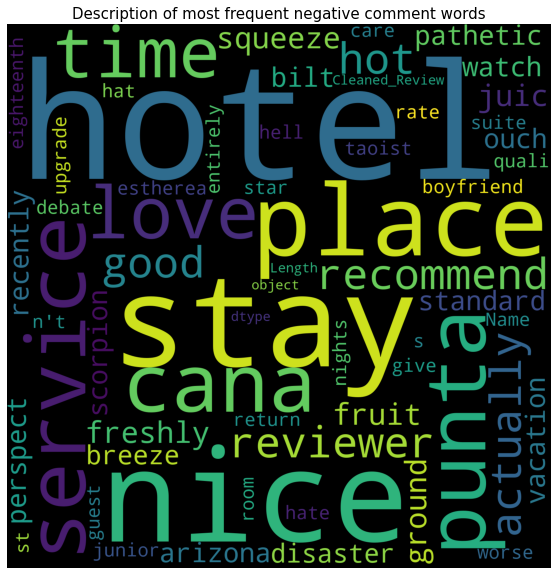 Description of most frequent negative comment words
time
squeeze
care
pathetic
hot
hat
bilt
Cleaned_Review
watch
eighteenth
hotel
juic
rate
hell
suite
ouch
taoist
quali
upgrade
entirely
estherea
star
boyfriend
debate
love
place
recently
good
Length
recommend
object
standard
service
stay
n't
scorpion
dtype
nights
s
Name
give
cana
punta
actually
vacation
perspect
freshly
return
fruit
reviewer
breeze
nice
ground
guest
room
hate
st
junior
arizona
disaster
worse